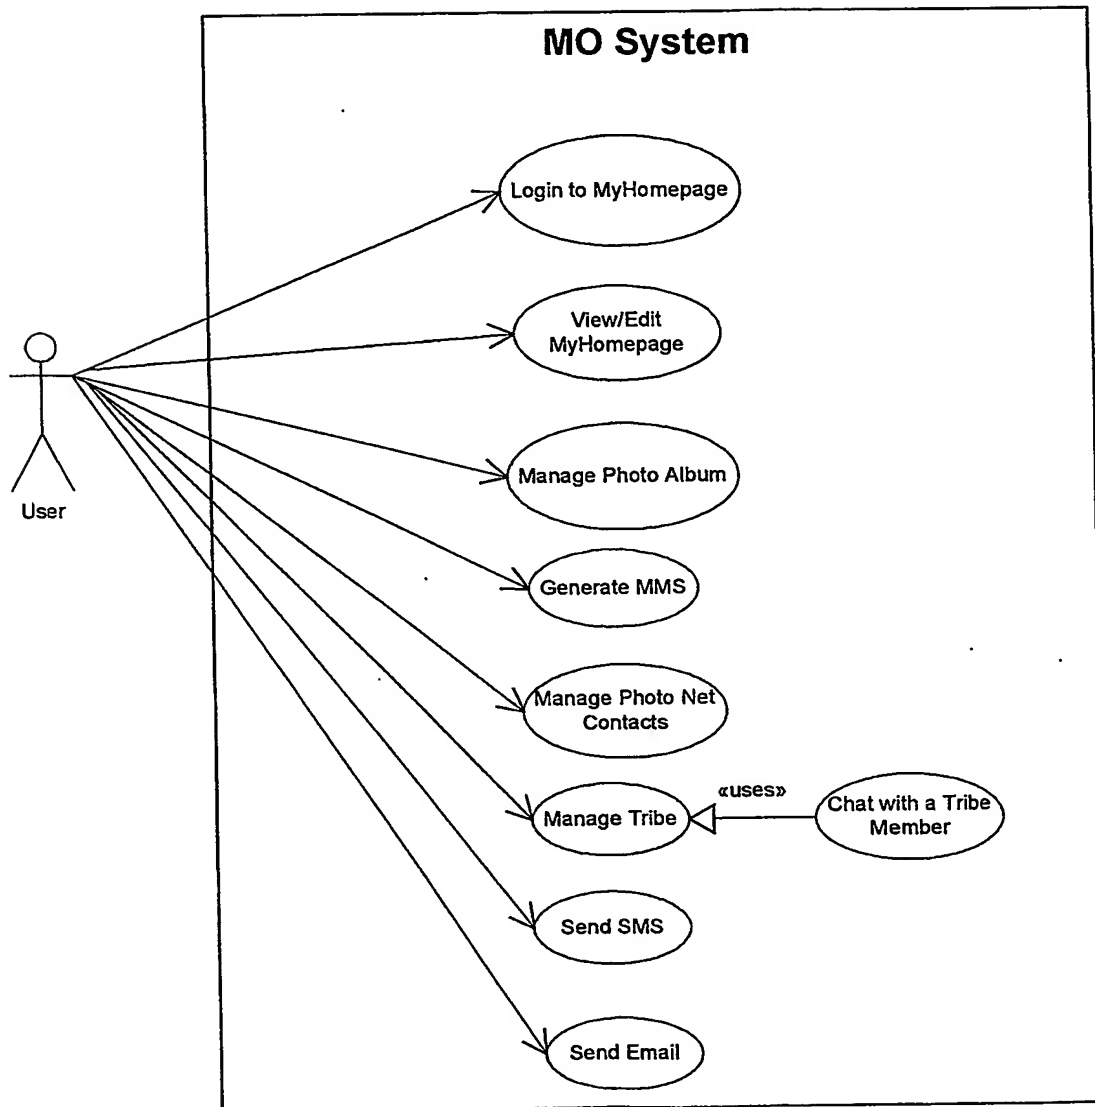 MO System
Login to MyHomepage
View/Edit
MyHomepage
User
Manage Photo Album
Generate MMS
Manage Photo Net
Contacts
«uses»
Manage Tribe
Chat with a Tribe
Member
Send SMS
Send Email